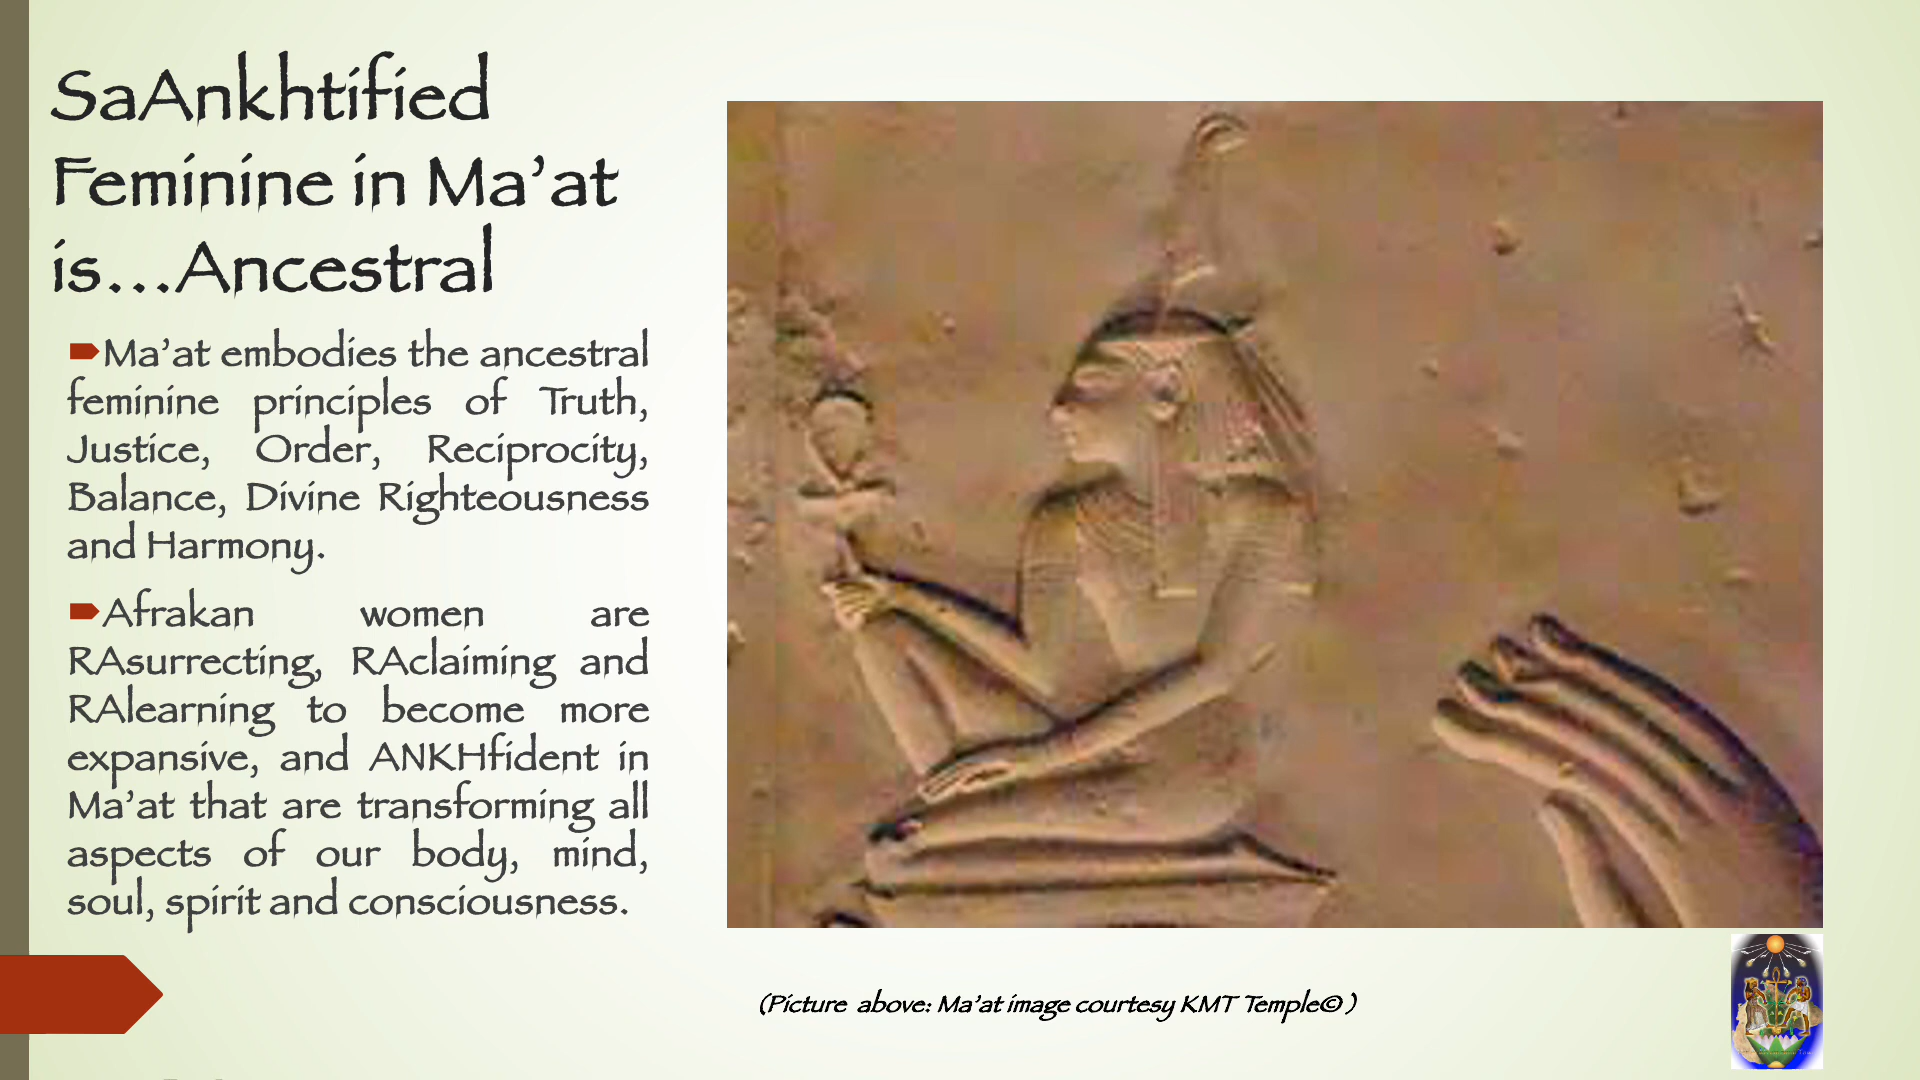 SaAnkhtified
Feminine in Ma’at
is…Ancestral
Ma’at embodies the ancestral
feminine principles of Truth,
Justice, Order, Reciprocity,
Balance, Divine Righteousness
and Harmony.
Afrakan women are
RAsurrecting, RAclaiming and
RAlearning to become more
expansive, and ANKHfident in
Ma’at that are transforming all
aspects of our body, mind,
soul, spirit and consciousness.
(Picture above: Ma’at image courtesy KMT Temple© )